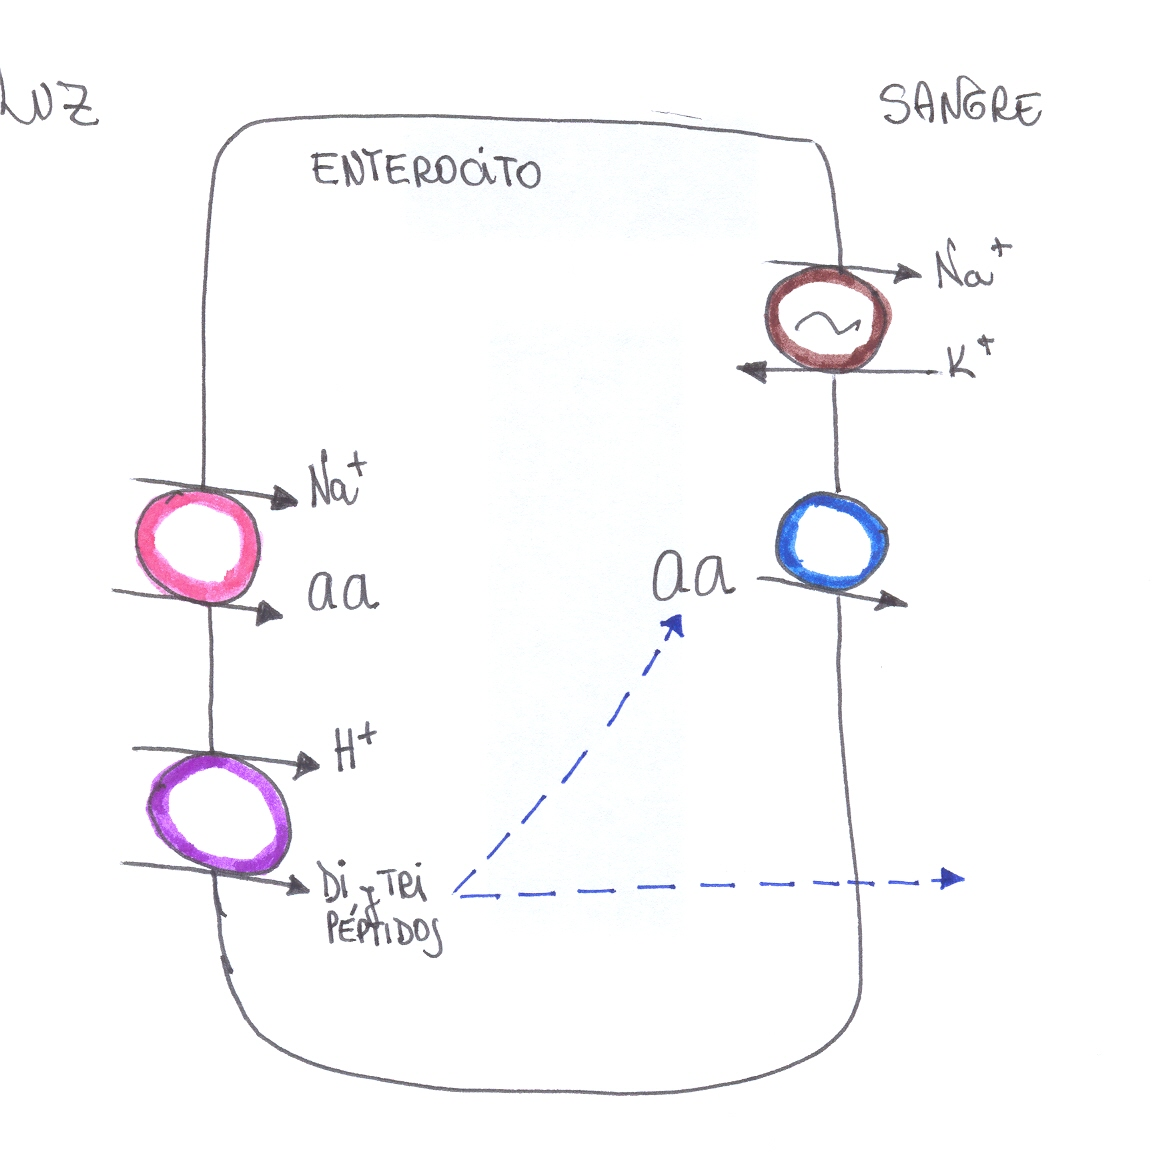 LUZ
SANGRE
ENTEROCITO
Na+
K+
Na+
aa
aa
H+
Di y TRi
PÉPTIDOS